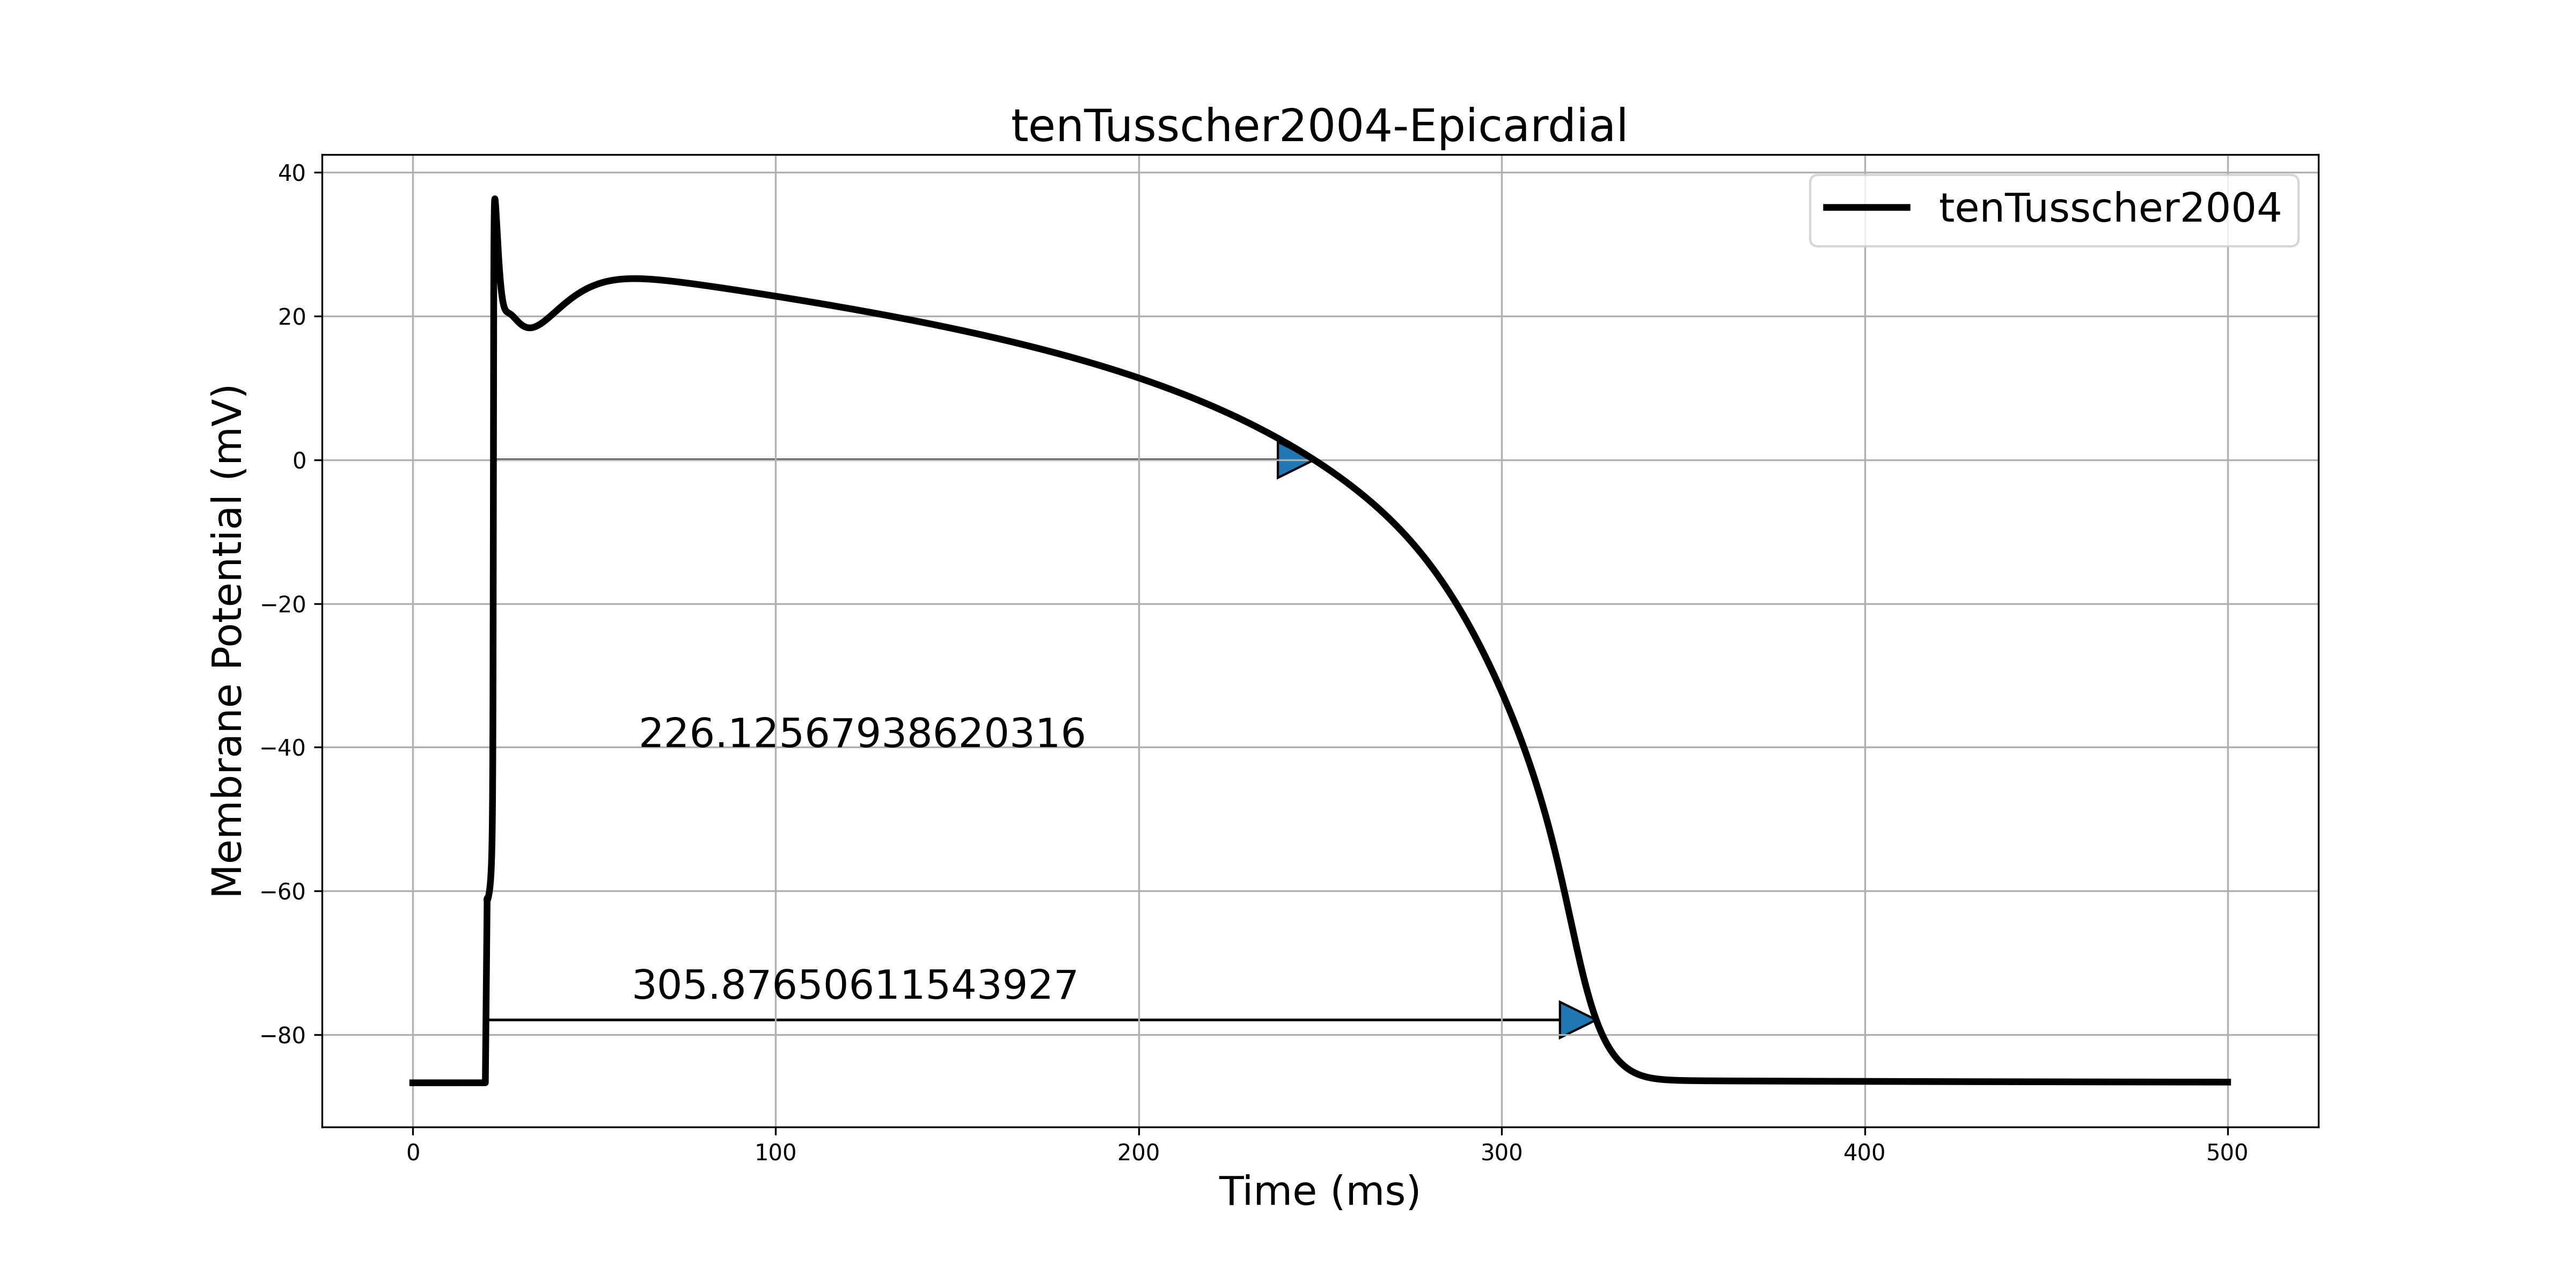 tenTusscher2004-Epicardial
tenTusscher2004
Membrane Potential (mV)
40
20
0
−20
−40
−60
−80
226.12567938620316
305.87650611543927
0 100 200 300 400 500
Time (ms)